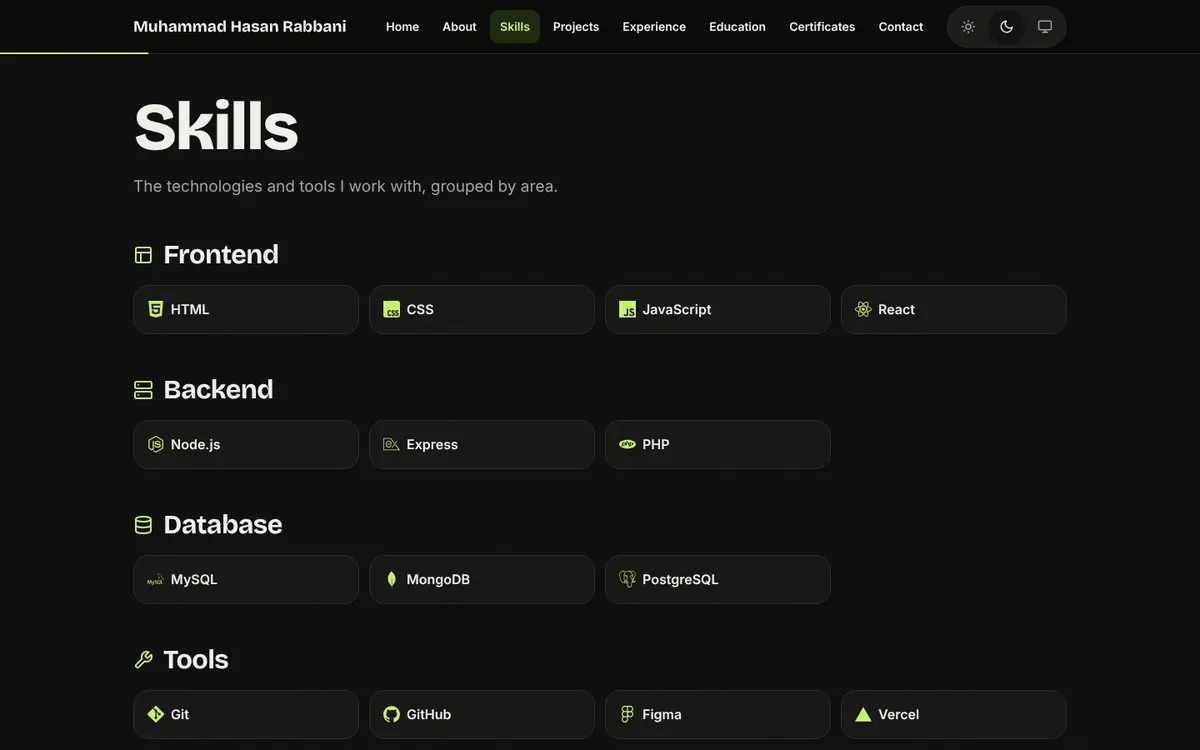 Muhammad Hasan Rabbani Home About Skills Projects Experience Education Certificates Contact
Skills
The technologies and tools I work with, grouped by area.
Frontend
HTML CSS JavaScript React
Backend
Node.js Express PHP
Database
MySQL MongoDB PostgreSQL
Tools
Git GitHub Figma Vercel